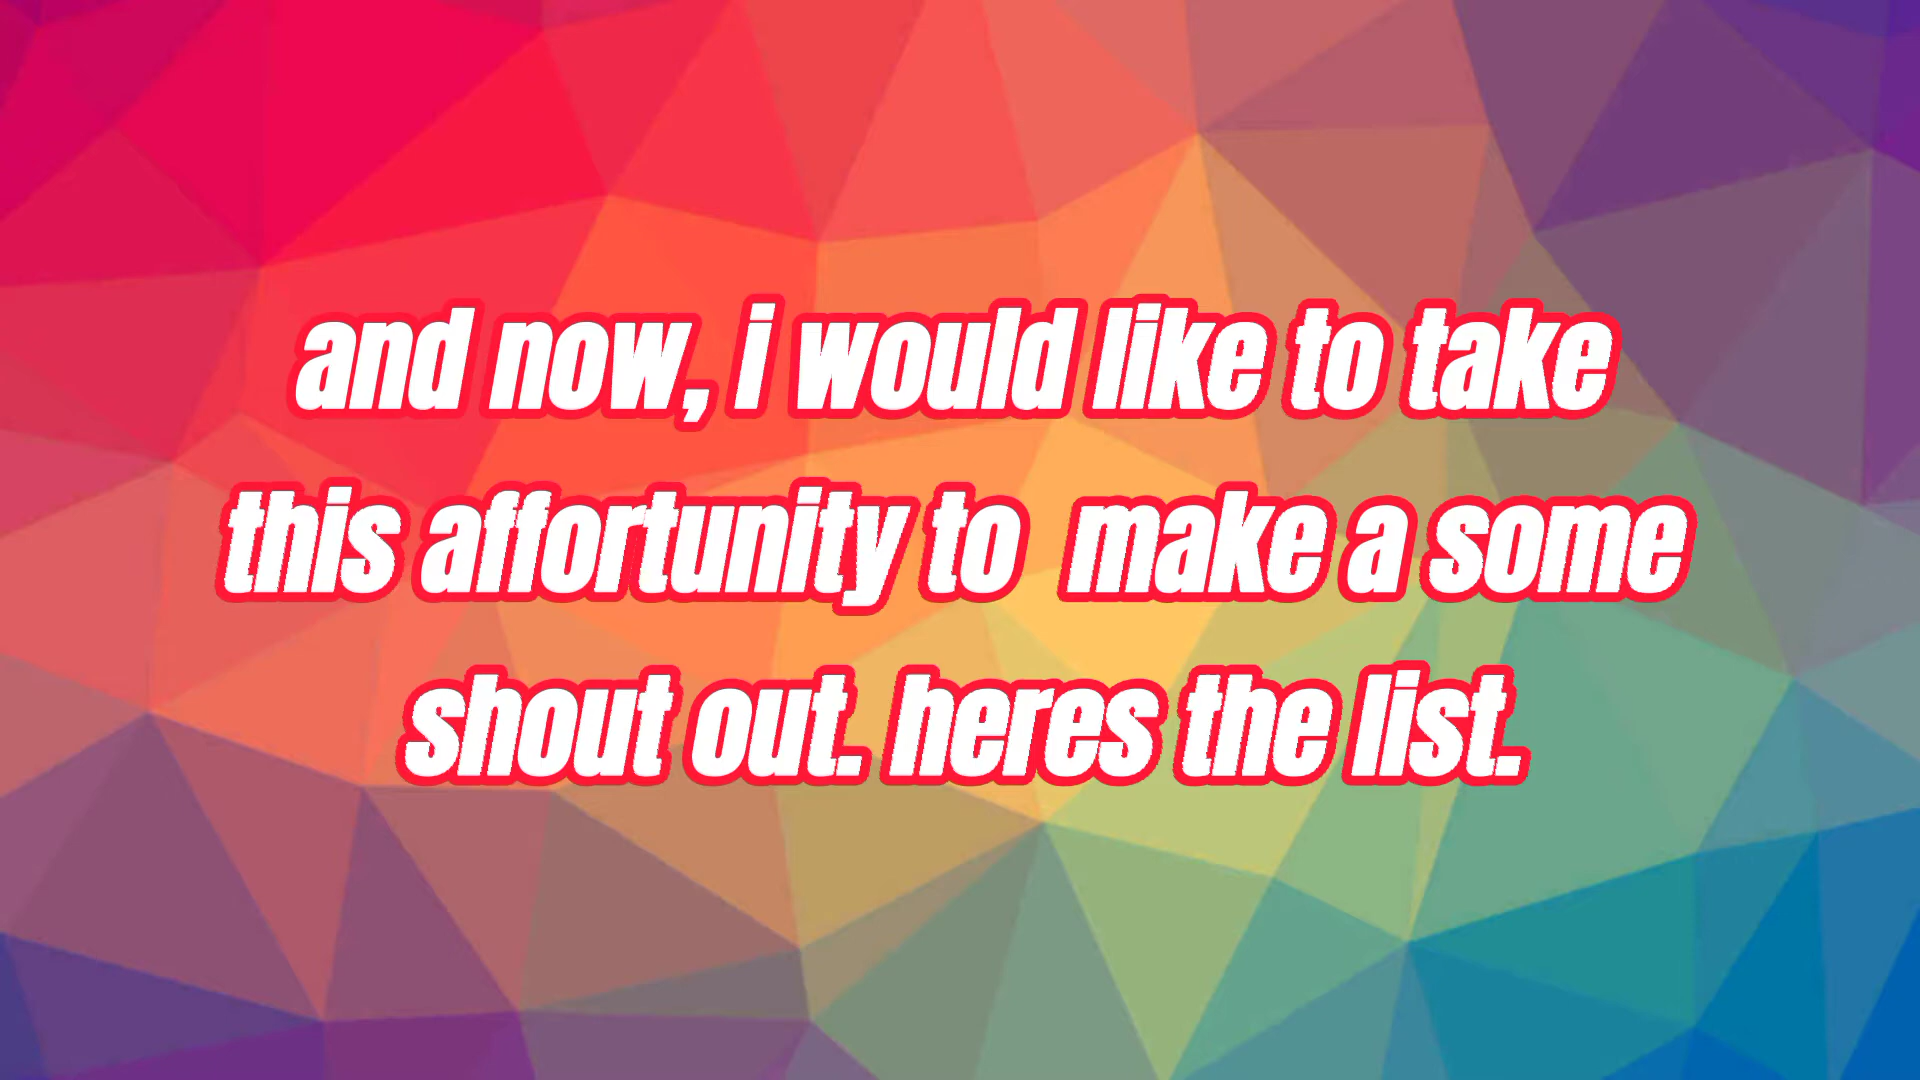 and now, i would like to take
this affortunity to  make a some
shout out. heres the list.